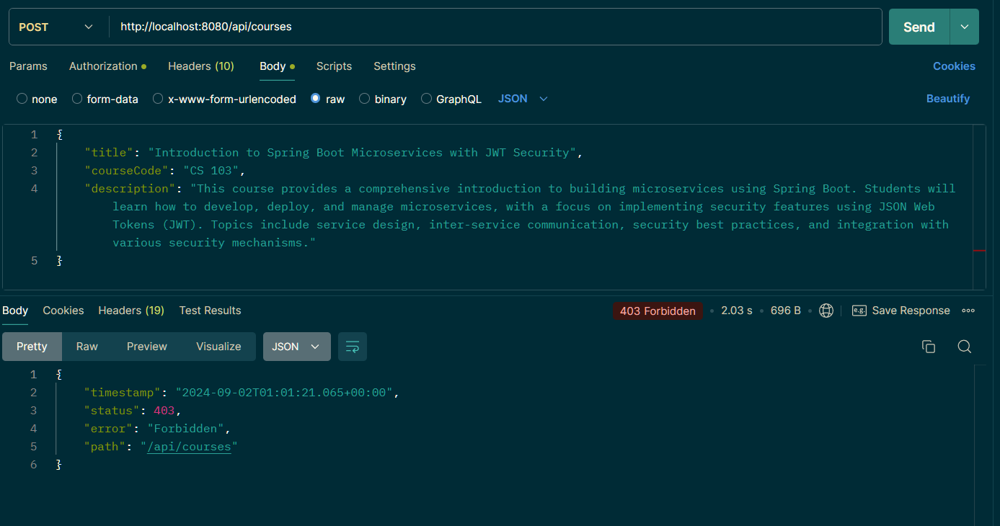 POST http://localhost:8080/api/courses Send
Params Authorization Headers (10) Body Scripts Settings Cookies
none form-data x-www-form-urlencoded raw binary GraphQL JSON Beautify
1 {
2 "title": "Introduction to Spring Boot Microservices with JWT Security",
3 "courseCode": "CS 103",
4 "description": "This course provides a comprehensive introduction to building microservices using Spring Boot. Students will
learn how to develop, deploy, and manage microservices, with a focus on implementing security features using JSON Web
Tokens (JWT). Topics include service design, inter-service communication, security best practices, and integration with
various security mechanisms."
5 }
Body Cookies Headers (19) Test Results 403 Forbidden 2.03 s 696 B e.g. Save Response
Pretty Raw Preview Visualize JSON
1 {
2 "timestamp": "2024-09-02T01:01:21.065+00:00",
3 "status": 403,
4 "error": "Forbidden",
5 "path": "/api/courses"
6 }